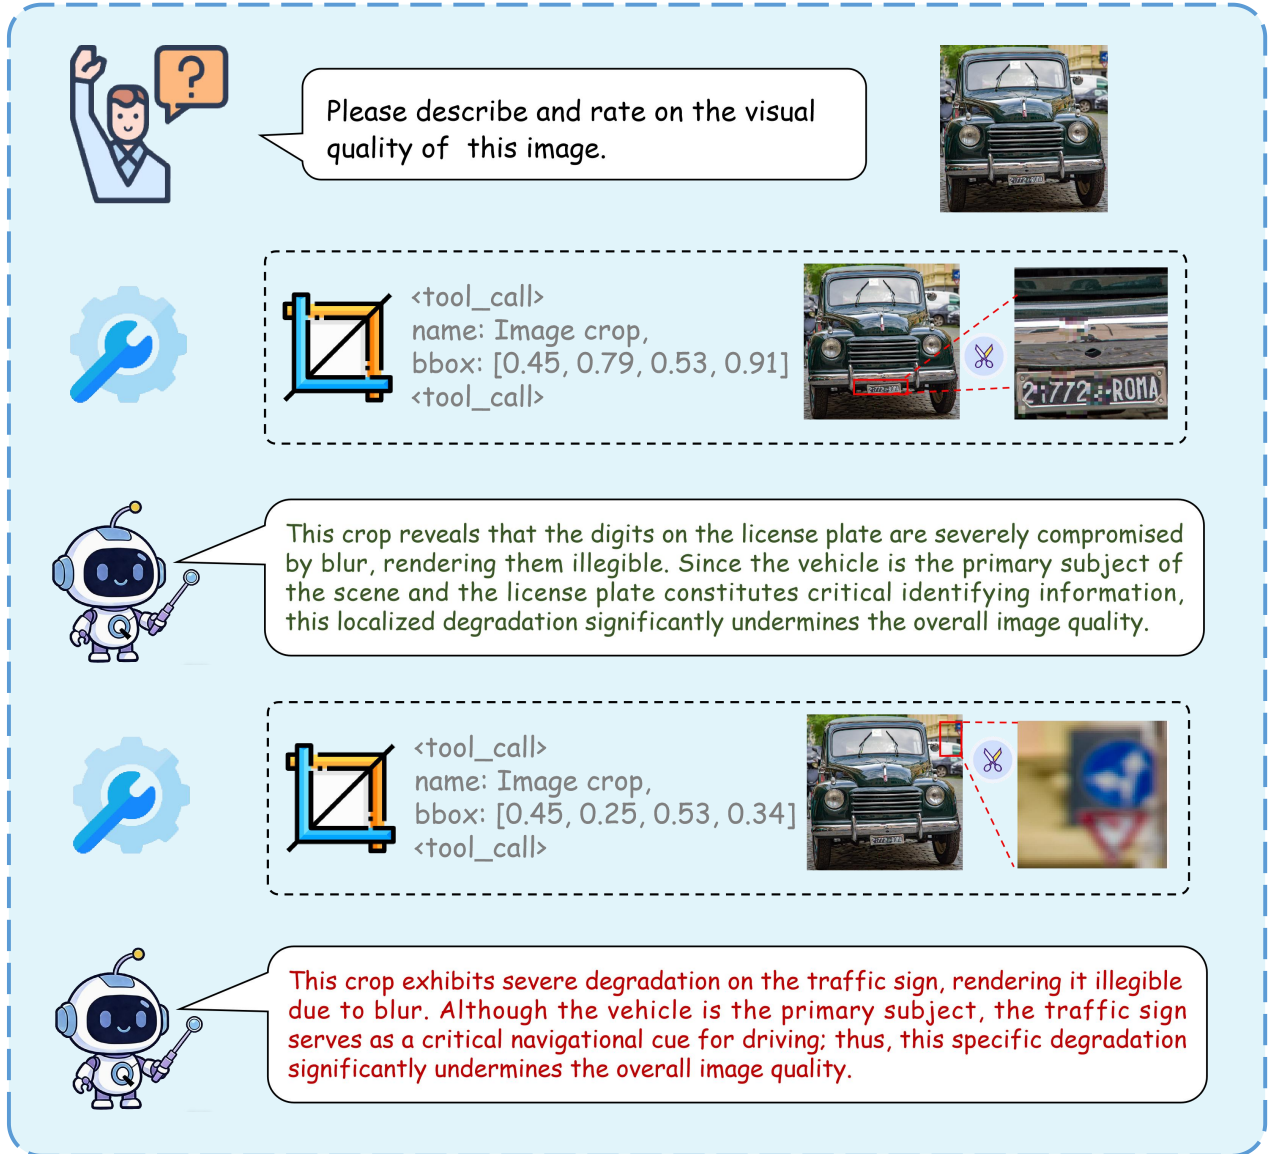 ?
Please describe and rate on the visual
quality of this image.
<tool_call>
name: Image crop,
bbox: [0.45, 0.79, 0.53, 0.91]
<tool_call>
ROMA
This crop reveals that the digits on the license plate are severely compromised
by blur, rendering them illegible. Since the vehicle is the primary subject of
the scene and the license plate constitutes critical identifying information,
this localized degradation significantly undermines the overall image quality.
<tool_call>
name: Image crop,
bbox: [0.45, 0.25, 0.53, 0.34]
<tool_call>
This crop exhibits severe degradation on the traffic sign, rendering it illegible
due to blur. Although the vehicle is the primary subject, the traffic sign
serves as a critical navigational cue for driving; thus, this specific degradation
significantly undermines the overall image quality.